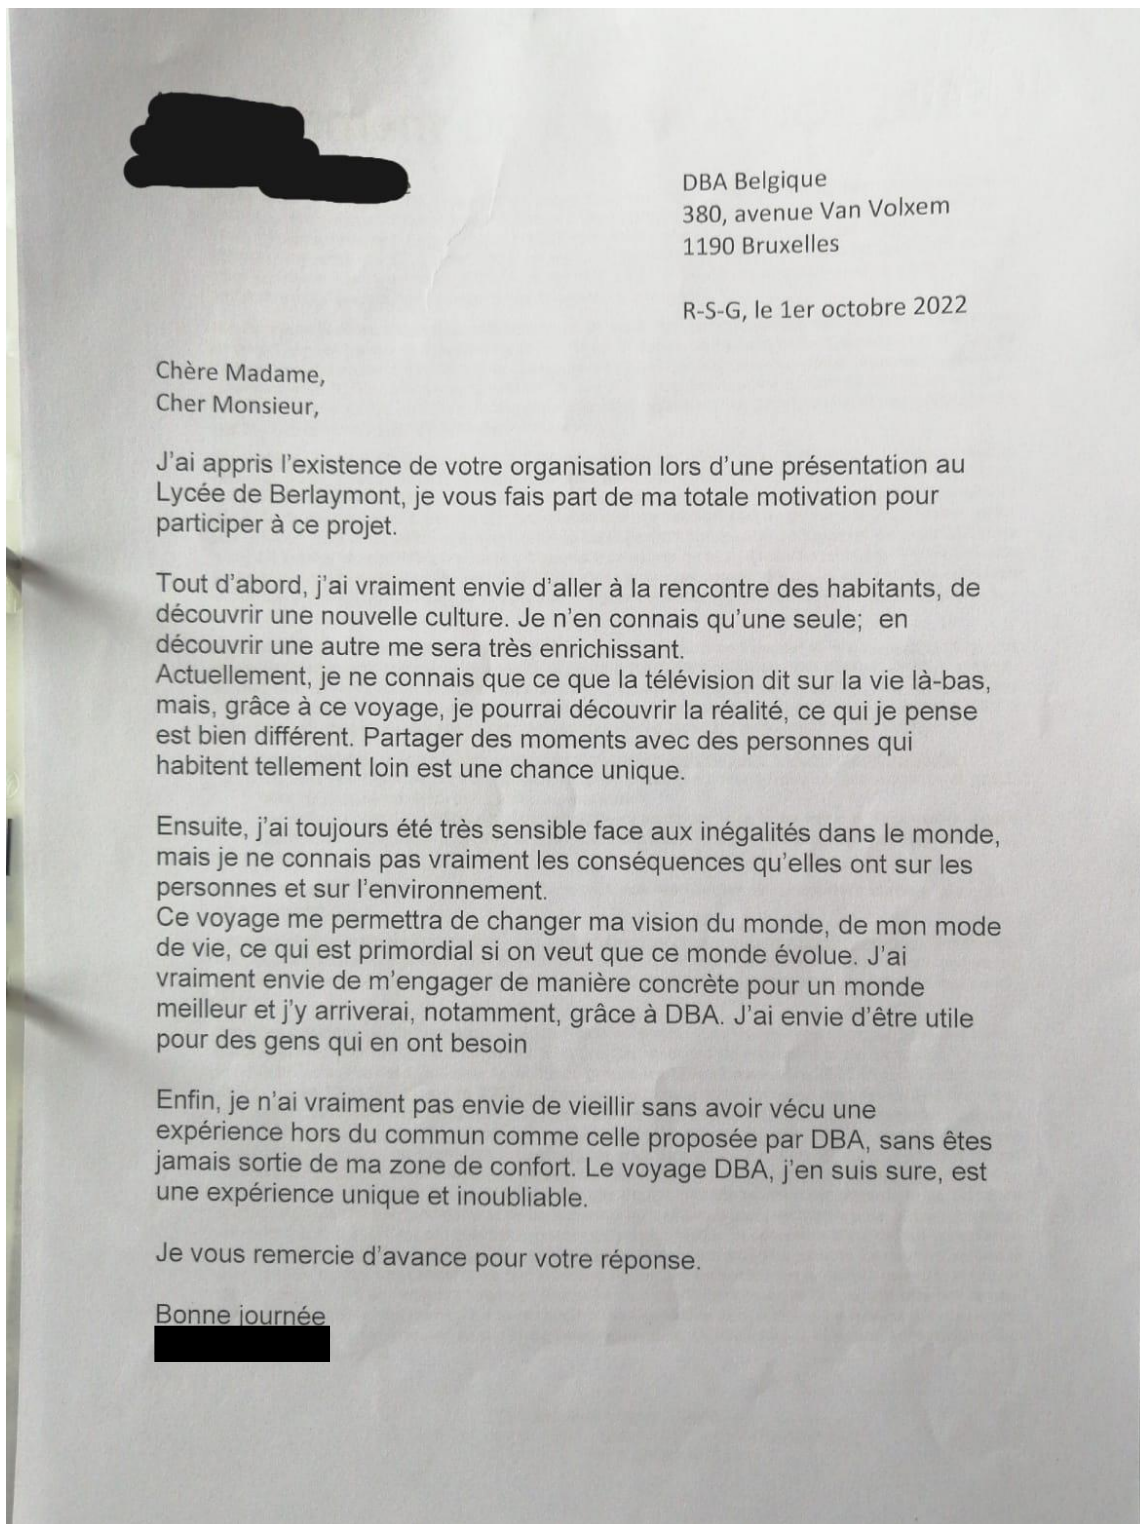 DBA Belgique
380, avenue Van Volxem
1190 Bruxelles
R-S-G, le 1er octobre 2022
Chère Madame,
Cher Monsieur,
J'ai appris l'existence de votre organisation lors d'une présentation au
Lycée de Berlaymont, je vous fais part de ma totale motivation pour
participer à ce projet.
Tout d'abord, j'ai vraiment envie d'aller à la rencontre des habitants, de
découvrir une nouvelle culture. Je n'en connais qu'une seule;  en
découvrir une autre me sera très enrichissant.
Actuellement, je ne connais que ce que la télévision dit sur la vie là-bas,
mais, grâce à ce voyage, je pourrai découvrir la réalité, ce qui je pense
est bien différent. Partager des moments avec des personnes qui
habitent tellement loin est une chance unique.
Ensuite, j'ai toujours été très sensible face aux inégalités dans le monde,
mais je ne connais pas vraiment les conséquences qu'elles ont sur les
personnes et sur l'environnement.
Ce voyage me permettra de changer ma vision du monde, de mon mode
de vie, ce qui est primordial si on veut que ce monde évolue. J'ai
vraiment envie de m'engager de manière concrète pour un monde
meilleur et j'y arriverai, notamment, grâce à DBA. J'ai envie d'être utile
pour des gens qui en ont besoin
Enfin, je n'ai vraiment pas envie de vieillir sans avoir vécu une
expérience hors du commun comme celle proposée par DBA, sans êtes
jamais sortie de ma zone de confort. Le voyage DBA, j'en suis sure, est
une expérience unique et inoubliable.
Je vous remercie d'avance pour votre réponse.
Bonne journée